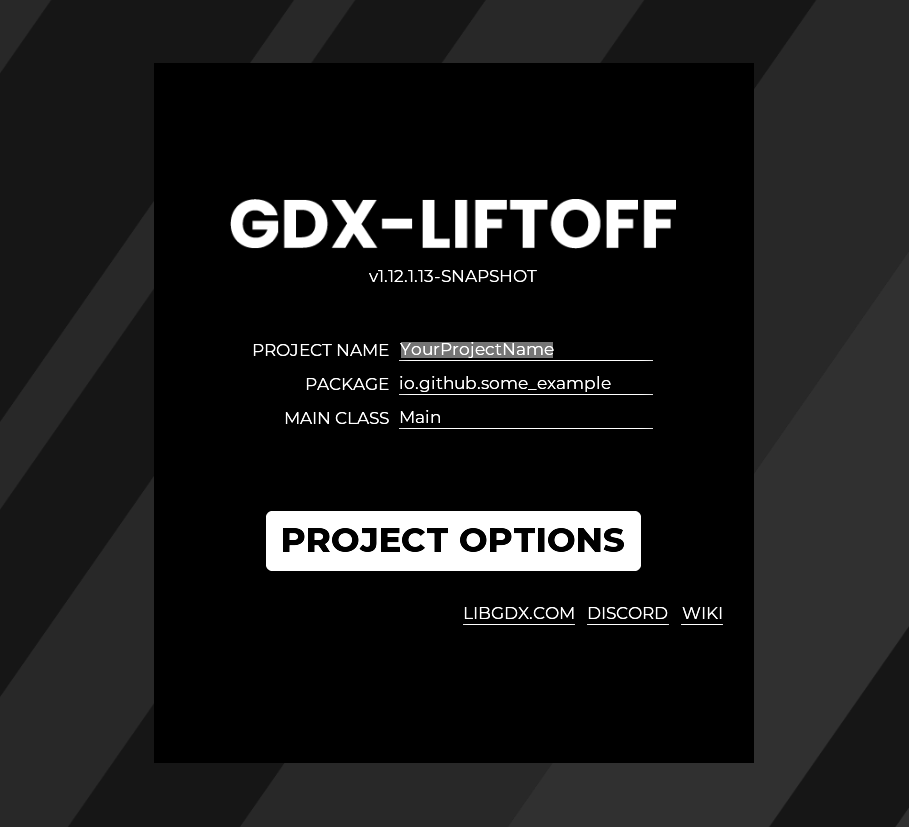 GDX-LIFTOFF
v1.12.1.13-SNAPSHOT
PROJECT NAME YourProjectName
PACKAGE io.github.some_example
MAIN CLASS Main
PROJECT OPTIONS
LIBGDX.COM DISCORD WIKI